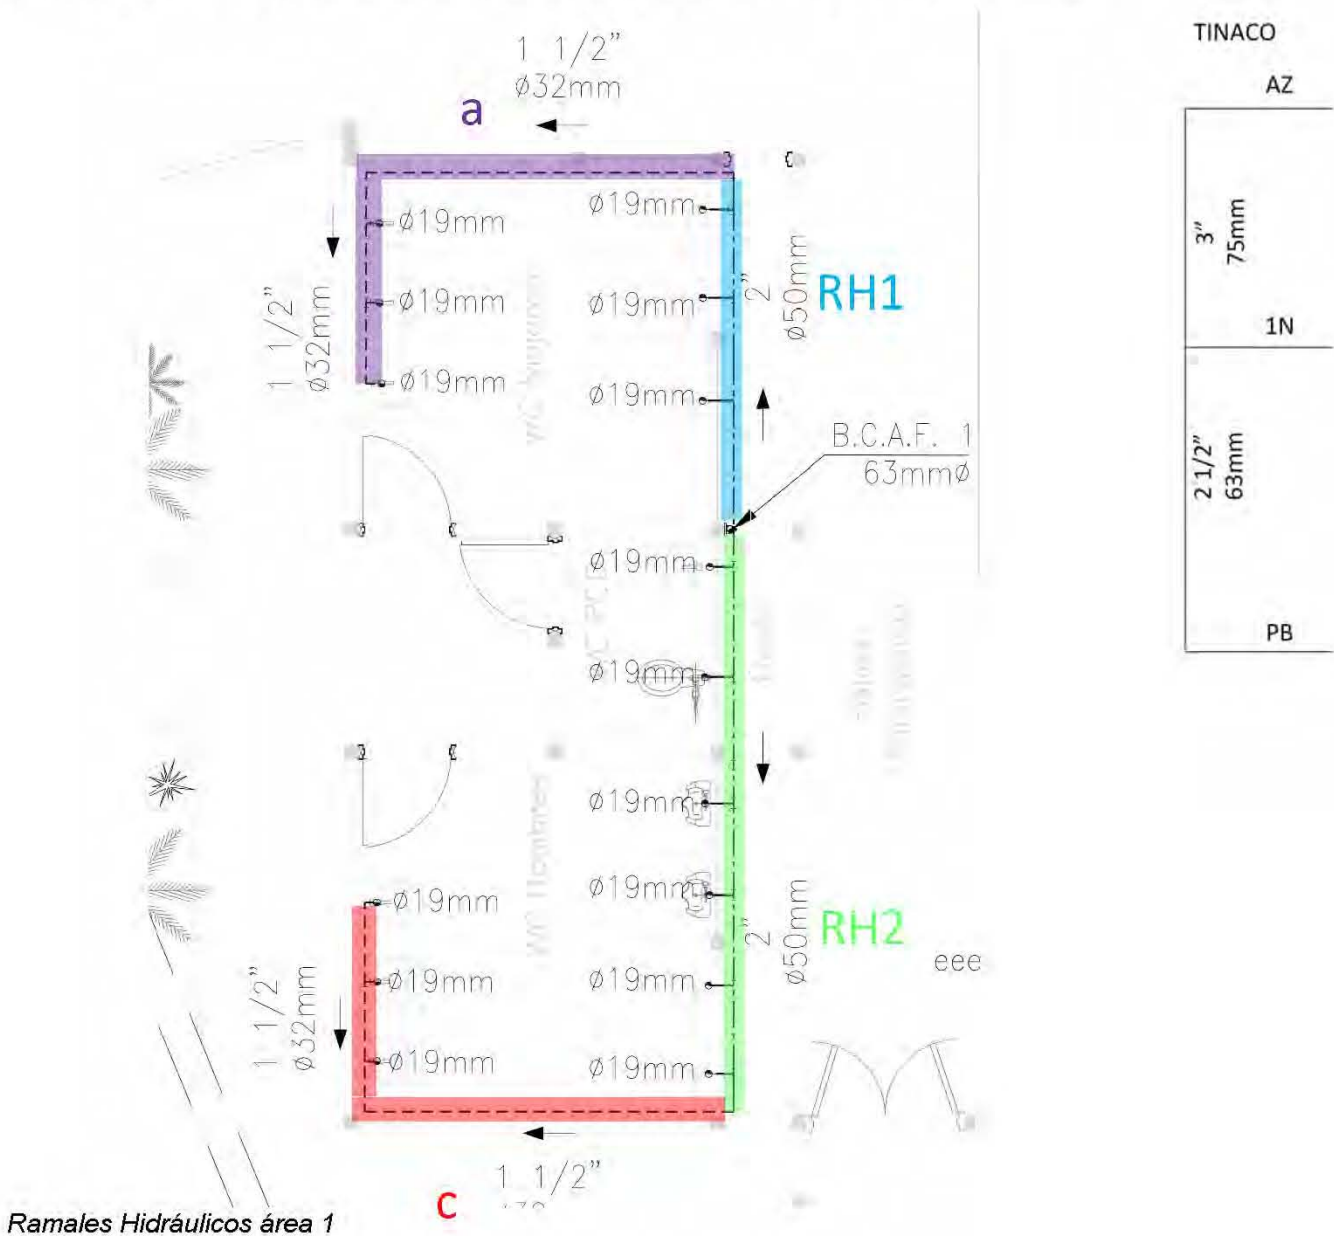 1 1/2”
ø32mm
a
TINACO
AZ
3”
75mm
1N
2 1/2”
63mm
PB
ø19mm
ø19mm
ø19mm
ø19mm
ø19mm
ø19mm
1 1/2”
ø32mm
2”
ø50mm
RH1
B.C.A.F. 1
63mmø
ø19mm
ø19mm
ø19mm
ø19mm
ø19mm
ø19mm
WC Hombres
ø19mm
ø19mm
ø19mm
1 1/2”
ø32mm
2”
ø50mm
RH2
eee
1 1/2”
c
Ramales Hidráulicos área 1